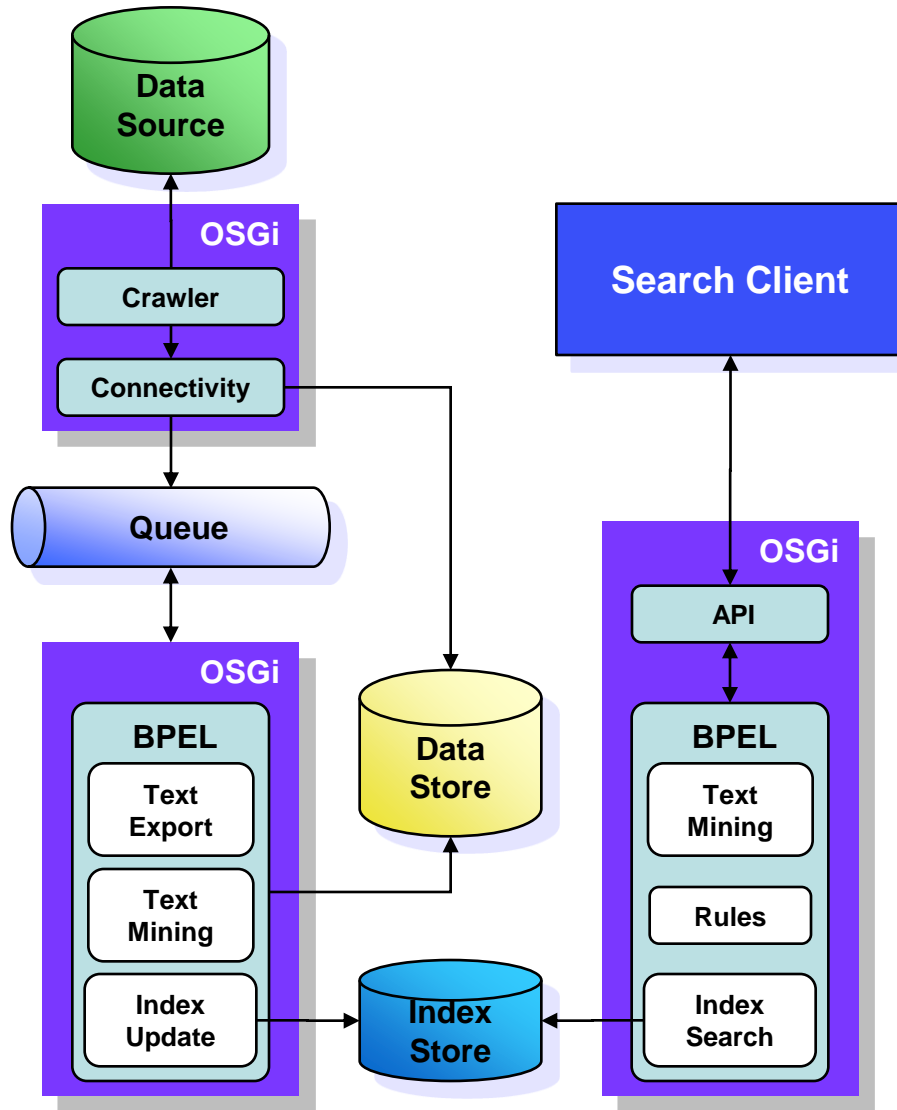 Data
Source
OSGi
Crawler
Connectivity
Queue
OSGi
BPEL
Text
Export
Text
Mining
Index
Update
Data
Store
Index
Store
Search Client
OSGi
API
BPEL
Text
Mining
Rules
Index
Search